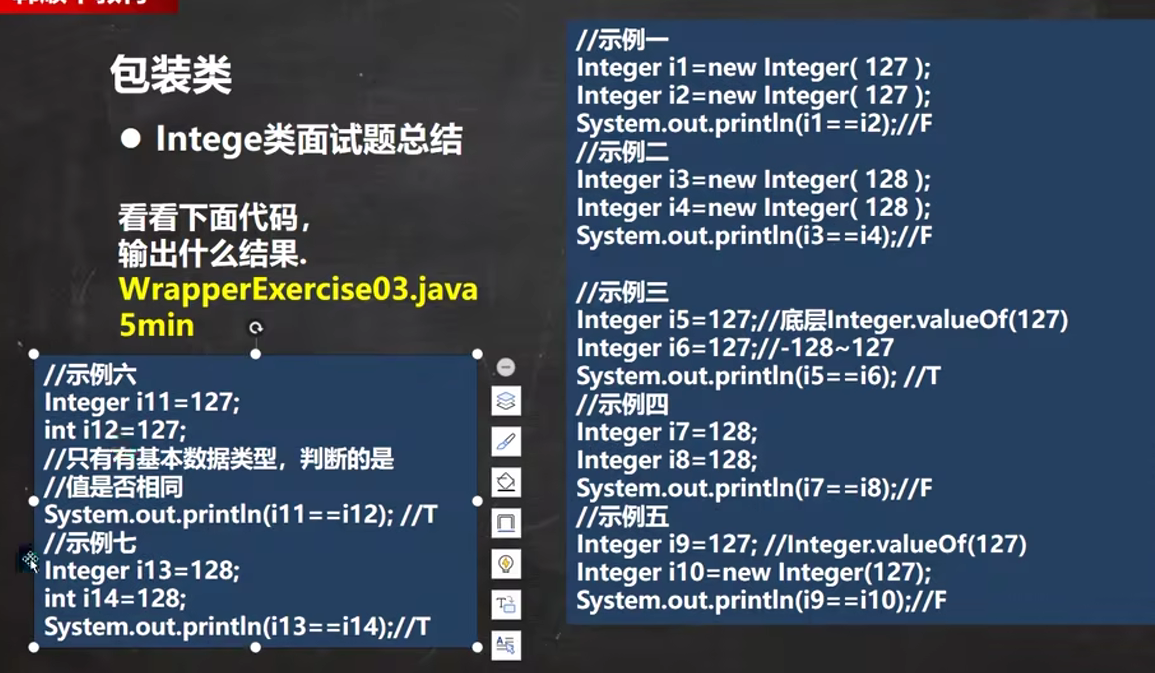 包装类
● Intege类面试题总结
看看下面代码，
输出什么结果.
WrapperExercise03.java
5min
//示例六
Integer i11=127;
int i12=127;
//只有有基本数据类型，判断的是
//值是否相同
System.out.println(i11==i12); //T
//示例七
Integer i13=128;
int i14=128;
System.out.println(i13==i14);//T
//示例一
Integer i1=new Integer( 127 );
Integer i2=new Integer( 127 );
System.out.println(i1==i2);//F
//示例二
Integer i3=new Integer( 128 );
Integer i4=new Integer( 128 );
System.out.println(i3==i4);//F
//示例三
Integer i5=127;//底层Integer.valueOf(127)
Integer i6=127;//-128~127
System.out.println(i5==i6); //T
//示例四
Integer i7=128;
Integer i8=128;
System.out.println(i7==i8);//F
//示例五
Integer i9=127; //Integer.valueOf(127)
Integer i10=new Integer(127);
System.out.println(i9==i10);//F